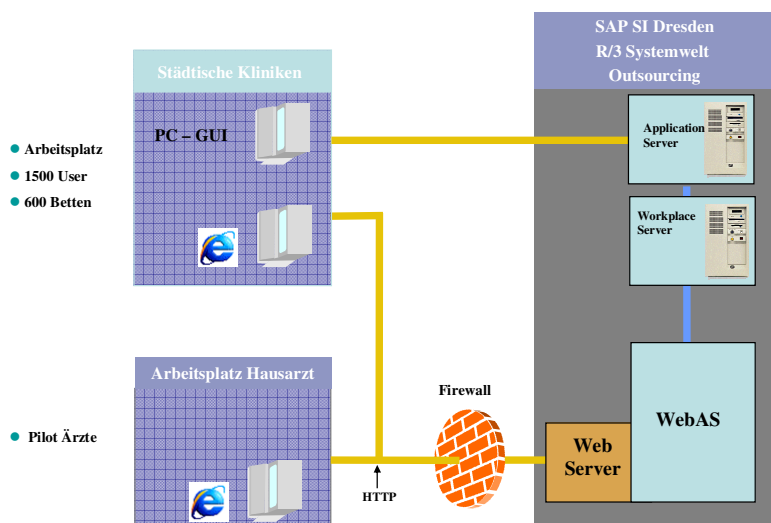 SAP SI Dresden
R/3 Systemwelt
Outsourcing
Städtische Kliniken
PC – GUI
Arbeitsplatz
1500 User
600 Betten
Application
Server
Workplace
Server
Arbeitsplatz Hausarzt
Firewall
Pilot Ärzte
HTTP
Web
Server
WebAS